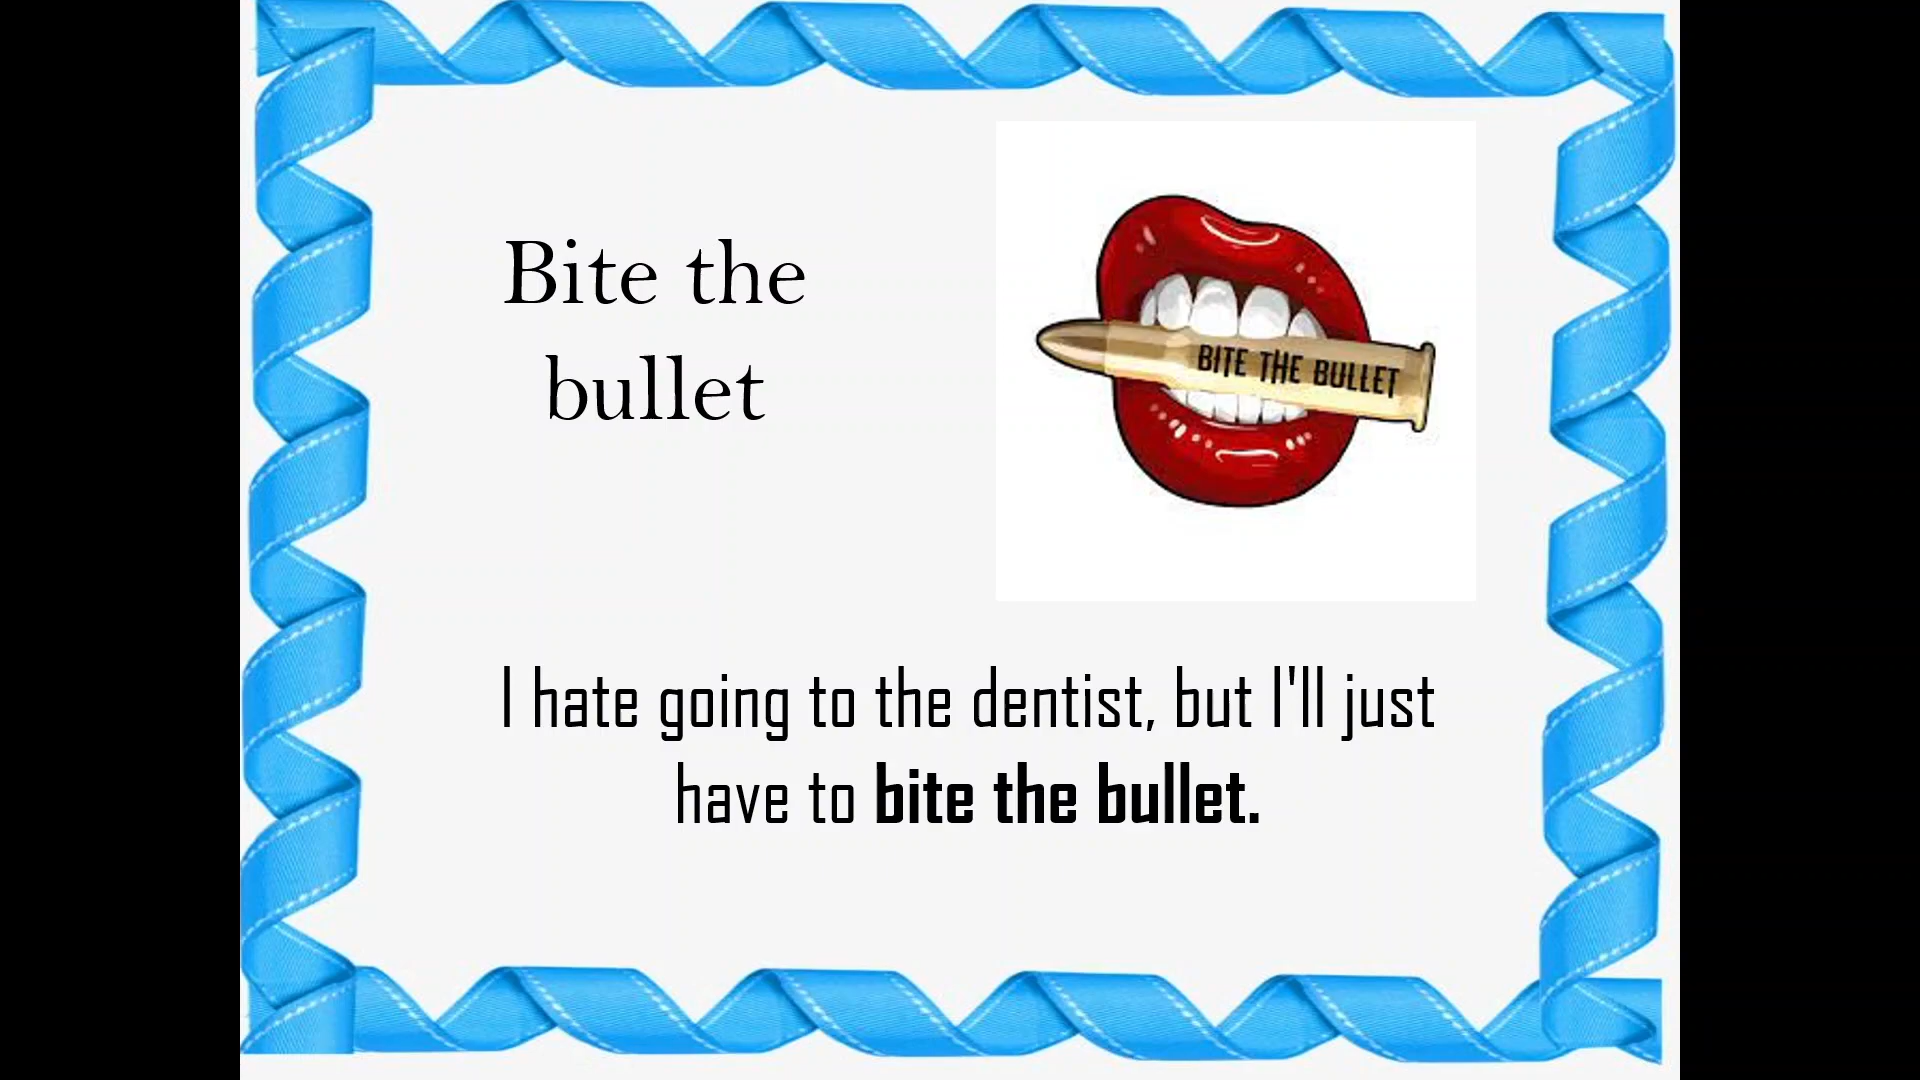 Bite the
bullet
BITE THE BULLET
I hate going to the dentist, but I'll just
have to bite the bullet.